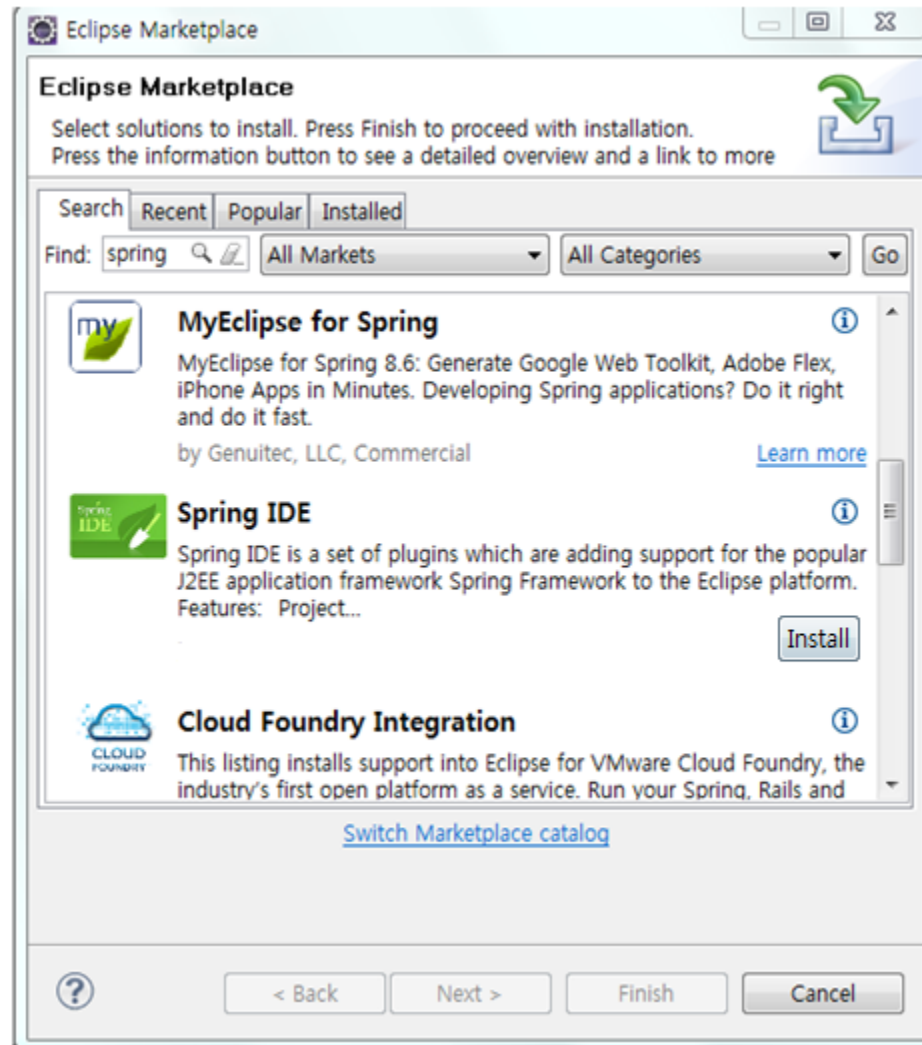 Eclipse Marketplace
Eclipse Marketplace
Select solutions to install. Press Finish to proceed with installation.
Press the information button to see a detailed overview and a link to more
Search Recent Popular Installed
Find: spring All Markets All Categories Go
my
MyEclipse for Spring
MyEclipse for Spring 8.6: Generate Google Web Toolkit, Adobe Flex,
iPhone Apps in Minutes. Developing Spring applications? Do it right
and do it fast.
by Genuitec, LLC, Commercial Learn more
Spring
IDE
Spring IDE
Spring IDE is a set of plugins which are adding support for the popular
J2EE application framework Spring Framework to the Eclipse platform.
Features: Project...
Install
CLOUD
FOUNDRY
Cloud Foundry Integration
This listing installs support into Eclipse for VMware Cloud Foundry, the
industry's first open platform as a service. Run your Spring, Rails and
Switch Marketplace catalog
? < Back Next > Finish Cancel